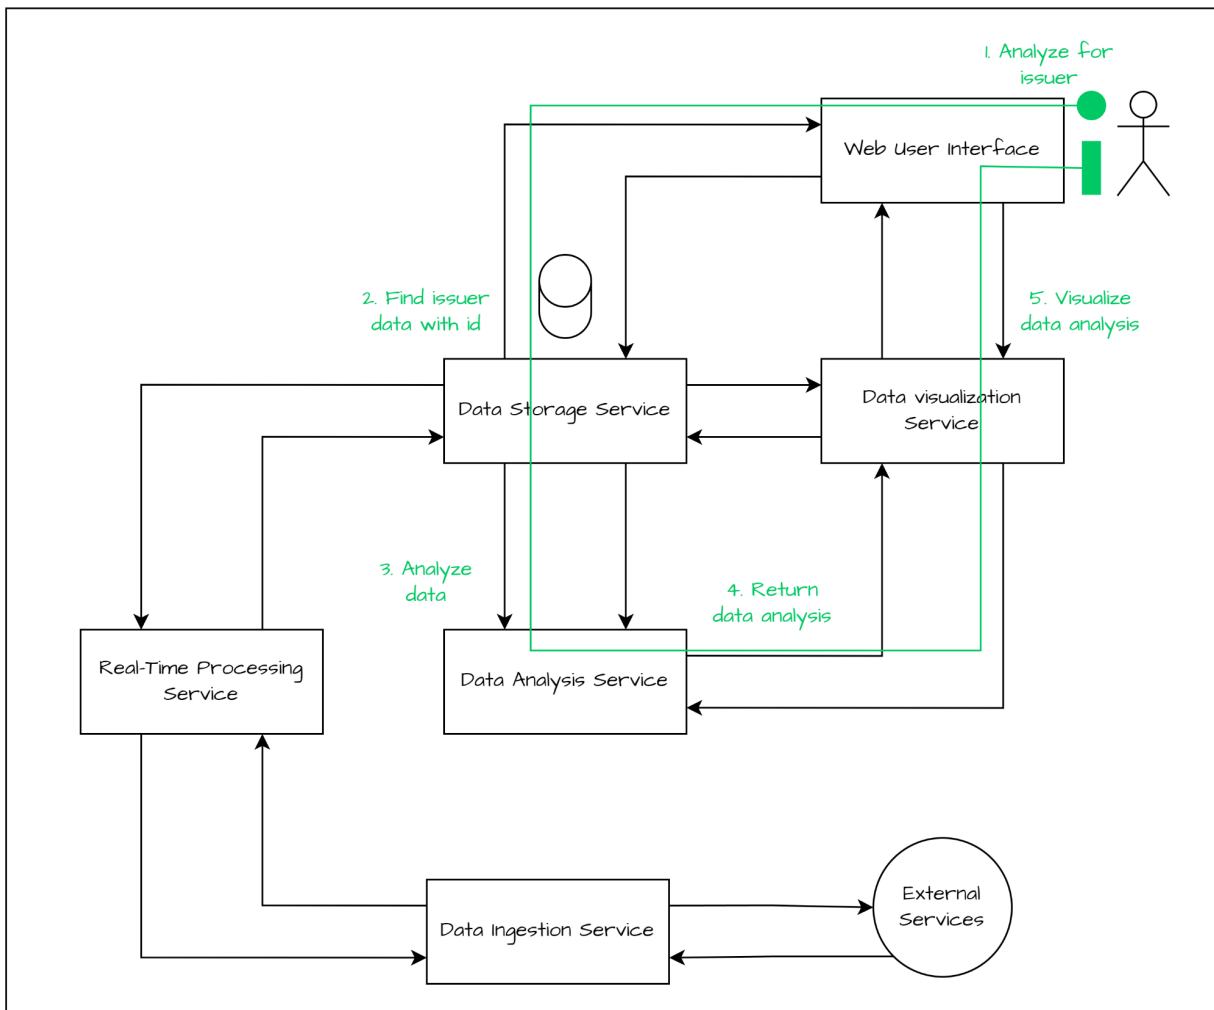 1. Analyze for
issuer
Web User Interface
2. Find issuer
data with id
5. Visualize
data analysis
Data Storage Service
Data visualization
Service
3. Analyze
data
4. Return
data analysis
Real-Time Processing
Service
Data Analysis Service
External
Services
Data Ingestion Service